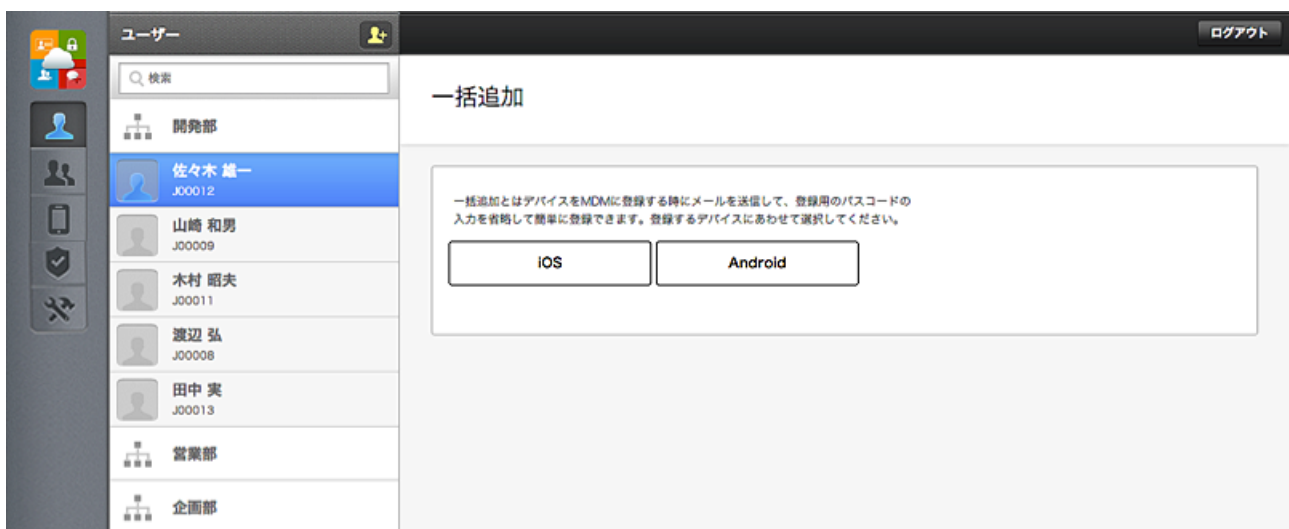 ユーザー
ログアウト
検索
一括追加
開発部
佐々木 雄一
J00012
山崎 和男
J00009
木村 昭夫
J00011
渡辺 弘
J00008
田中 実
J00013
営業部
企画部
一括追加とはデバイスをMDMに登録する時にメールを送信して、登録用のパスコードの
入力を省略して簡単に登録できます。登録するデバイスにあわせて選択してください。
iOS
Android